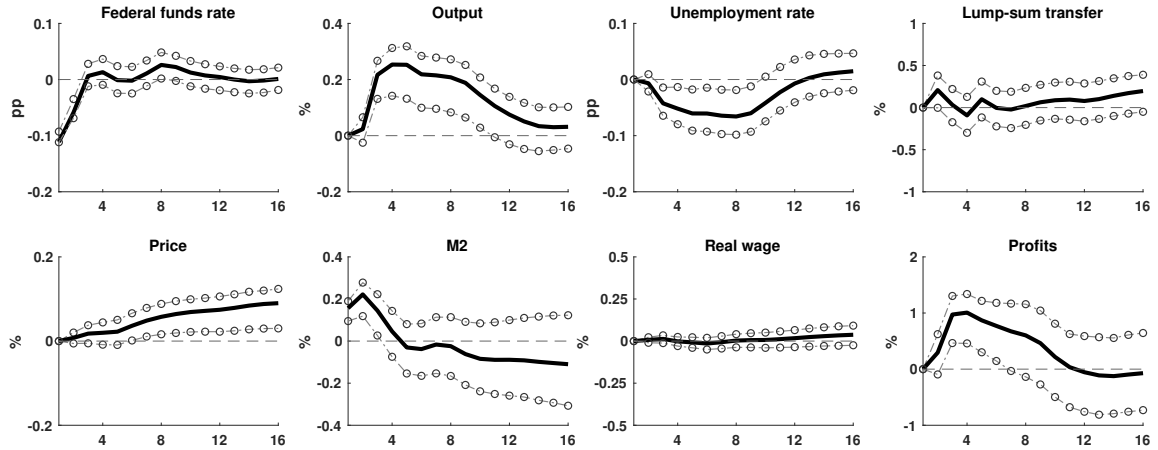 Federal funds rate
0.1
0
-0.1
-0.2
pp
4 8 12 16
Output
0.4
0.2
0
-0.2
%
4 8 12 16
Unemployment rate
0.1
0
-0.1
-0.2
pp
4 8 12 16
Lump-sum transfer
1
0.5
0
-0.5
-1
%
4 8 12 16
Price
0.2
0
-0.2
%
4 8 12 16
M2
0.4
0.2
0
-0.2
-0.4
%
4 8 12 16
Real wage
0.5
0.25
0
-0.25
-0.5
%
4 8 12 16
Profits
2
1
0
-1
%
4 8 12 16